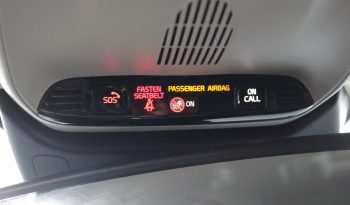 SOS
FASTEN
SEATBELT
PASSENGER AIRBAG
ON
ON
CALL